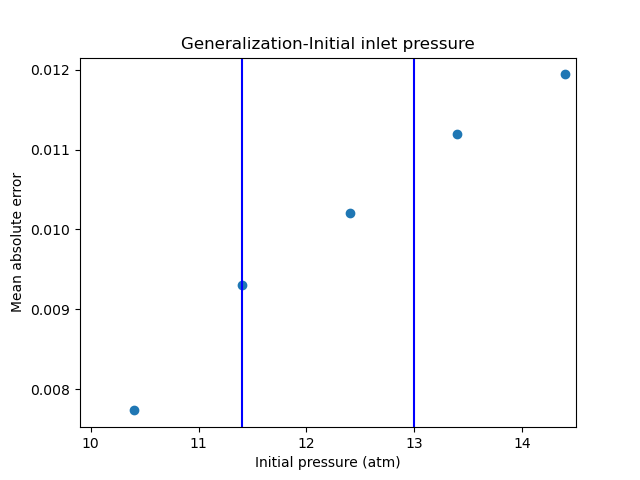 Generalization-Initial inlet pressure
0.012
0.011
0.010
0.009
0.008
Mean absolute error
10 11 12 13 14
Initial pressure (atm)